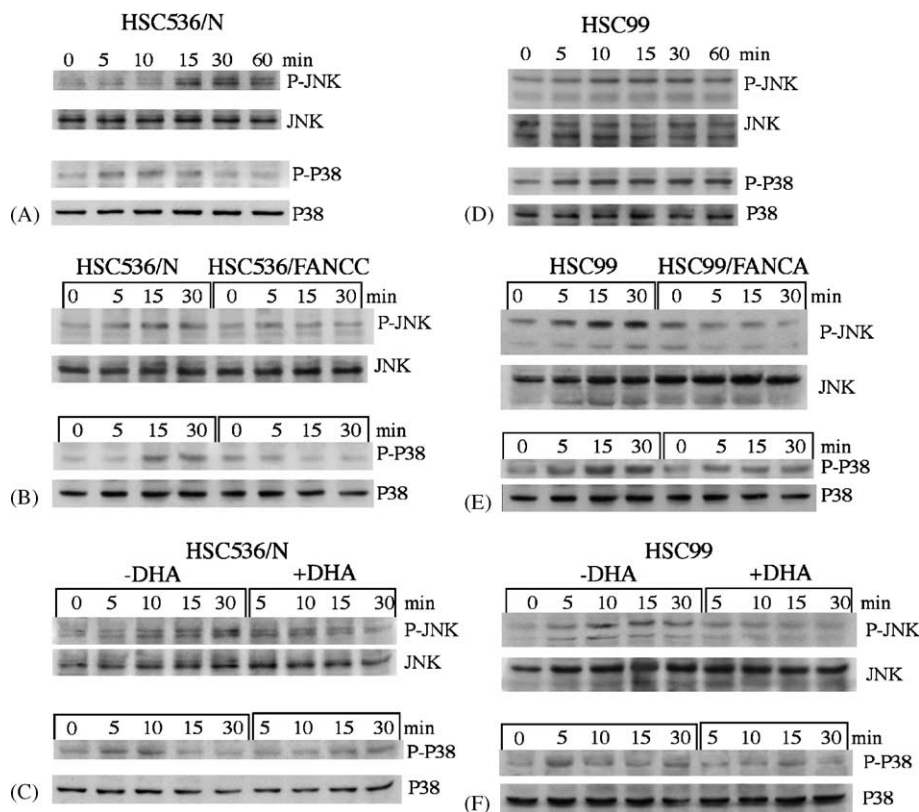 HSC536/N
0 5 10 15 30 60 min
P-JNK
JNK
P-P38
(A) P38
HSC99
0 5 10 15 30 60 min
P-JNK
JNK
P-P38
(D) P38
HSC536/N HSC536/FANCC
0 5 15 30 0 5 15 30 min
P-JNK
JNK
0 5 15 30 0 5 15 30 min
P-P38
(B) P38
HSC99 HSC99/FANCA
0 5 15 30 0 5 15 30 min
P-JNK
JNK
0 5 15 30 0 5 15 30 min
P-P38
(E) P38
HSC536/N
-DHA +DHA
0 5 10 15 30 5 10 15 30 min
P-JNK
JNK
0 5 10 15 30 5 10 15 30 min
P-P38
(C) P38
HSC99
-DHA +DHA
0 5 10 15 30 5 10 15 30 min
P-JNK
JNK
0 5 10 15 30 5 10 15 30 min
P-P38
(F) P38